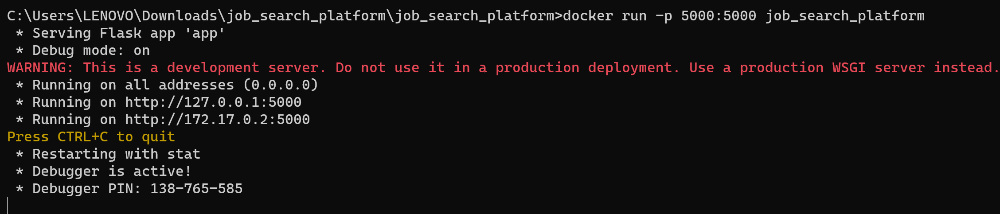 C:\Users\LENOVO\Downloads\job_search_platform\job_search_platform>docker run -p 5000:5000 job_search_platform
 * Serving Flask app 'app'
 * Debug mode: on
WARNING: This is a development server. Do not use it in a production deployment. Use a production WSGI server instead.
 * Running on all addresses (0.0.0.0)
 * Running on http://127.0.0.1:5000
 * Running on http://172.17.0.2:5000
Press CTRL+C to quit
 * Restarting with stat
 * Debugger is active!
 * Debugger PIN: 138-765-585